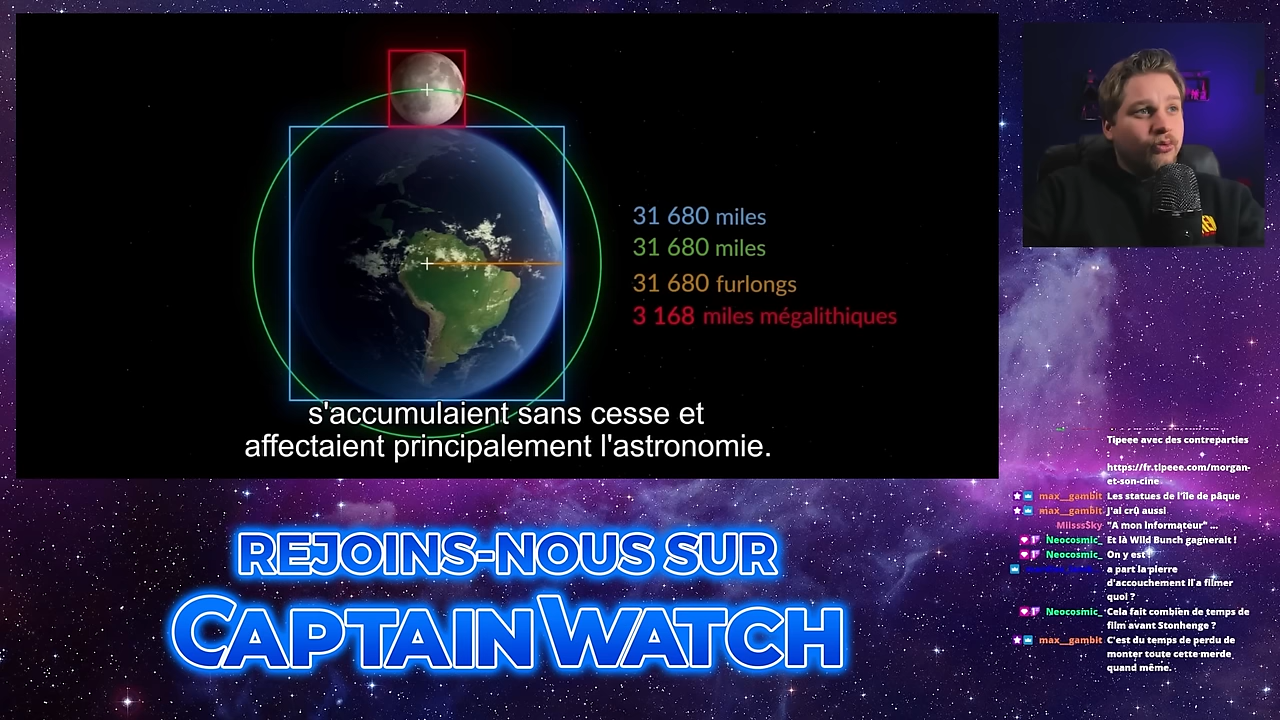 31 680 miles
31 680 miles
31 680 furlongs
3 168 miles mégalithiques
s'accumulaient sans cesse et
affectaient principalement l'astronomie.
REJOINS-NOUS SUR
CAPTAINWATCH
Tipeee avec des contreparties
:
https://fr.tipeee.com/morgan-
et-son-cine
max__gambit Les statues de l'île de pâque
max__gambit J'ai crû aussi
Milsss$ky "A mon informateur" ...
Neocosmic_ Et là Wild Bunch gagnerait !
Neocosmic_ On y est !
a part la pierre
d'accouchement il'a filmer
quoi ?
Neocosmic_ Cela fait combien de temps de
film avant Stonhenge ?
max__gambit C'est du temps de perdu de
monter toute cette merde
quand même.